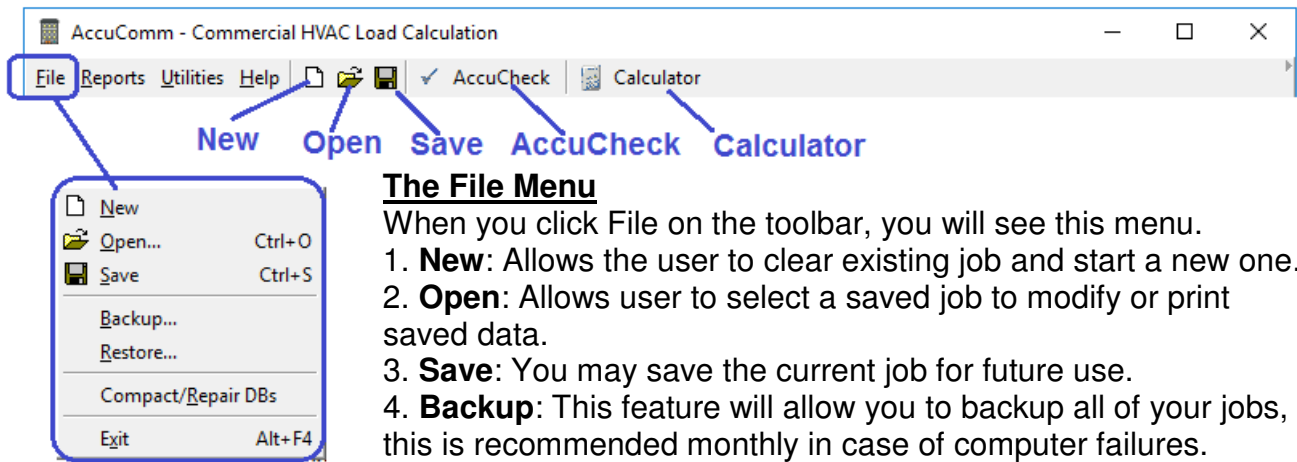 AccuComm - Commercial HVAC Load Calculation
File Reports Utilities Help AccuCheck Calculator
New Open Save AccuCheck Calculator
New
Open... Ctrl+O
Save Ctrl+S
Backup...
Restore...
Compact/Repair DBs
Exit Alt+F4
The File Menu
When you click File on the toolbar, you will see this menu.
1. New: Allows the user to clear existing job and start a new one.
2. Open: Allows user to select a saved job to modify or print
saved data.
3. Save: You may save the current job for future use.
4. Backup: This feature will allow you to backup all of your jobs,
this is recommended monthly in case of computer failures.